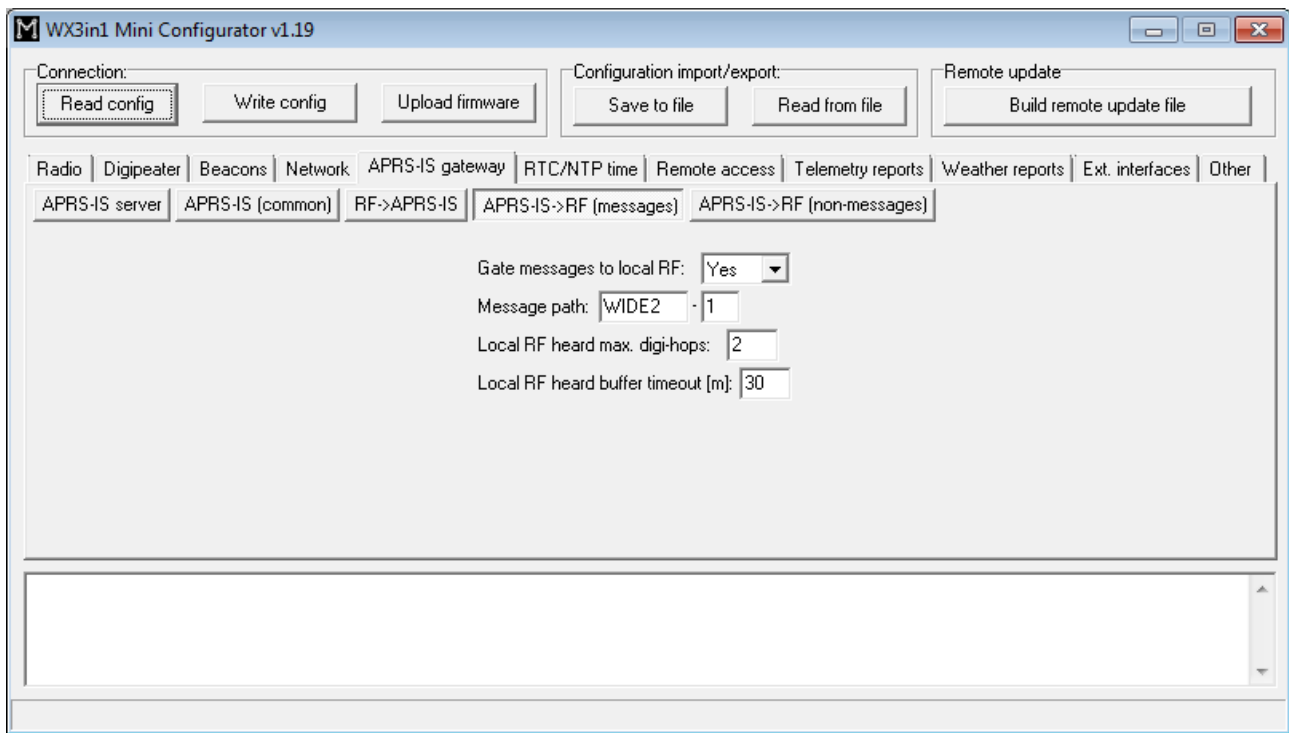 WX3in1 Mini Configurator v1.19
Connection: Configuration import/export: Remote update
Read config Write config Upload firmware Save to file Read from file Build remote update file
Radio Digipeater Beacons Network APRS-IS gateway RTC/NTP time Remote access Telemetry reports Weather reports Ext. interfaces Other
APRS-IS server APRS-IS (common) RF->APRS-IS APRS-IS->RF (messages) APRS-IS->RF (non-messages)
Gate messages to local RF: Yes
Message path: WIDE2 - 1
Local RF heard max. digi-hops: 2
Local RF heard buffer timeout [m]: 30